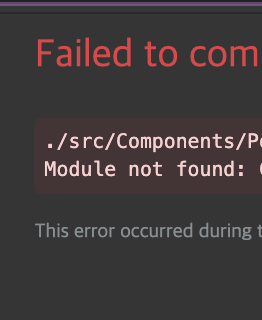 Failed to com
./src/Components/P
Module not found:
This error occurred during